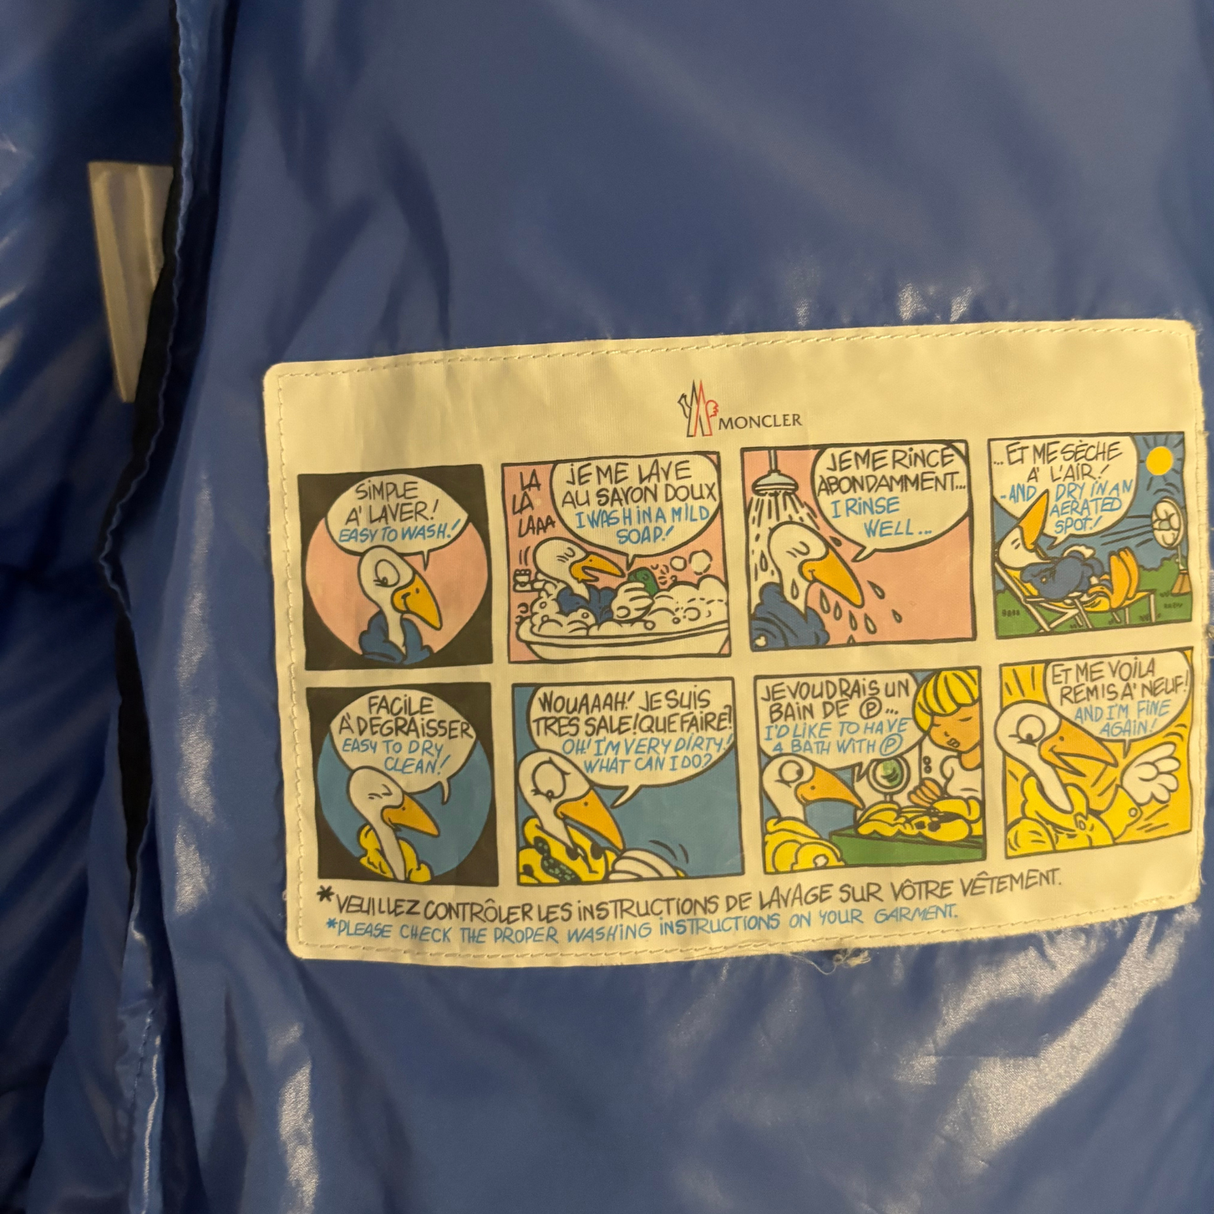 MONCLER
SIMPLE
A' LAVER!
EASY TO WASH!
LA
LA
LAAA
JE ME LAVE
AU SAVON DOUX
I WASH IN A MILD
SOAP!
JE ME RINCE
ABONDAMMENT...
I RINSE
WELL...
...ET ME SÈCHE
A' L'AIR!
-AND DRY IN AN
AERATED
SPOT!
FACILE
A' DEGRAISSER
EASY TO DRY
CLEAN!
WOUAAAH! JE SUIS
TRES SALE! QUE FAIRE?
OH! I'M VERY DIRTY!
WHAT CAN I DO?
JE VOUDRAIS UN
BAIN DE Ⓟ...
I'D LIKE TO HAVE
A BATH WITH Ⓟ
ET ME VOILA
REMIS A' NEUF!
AND I'M FINE
AGAIN!
*VEUILLEZ CONTRÔLER LES INSTRUCTIONS DE LAVAGE SUR VÔTRE VÊTEMENT.
*PLEASE CHECK THE PROPER WASHING INSTRUCTIONS ON YOUR GARMENT.